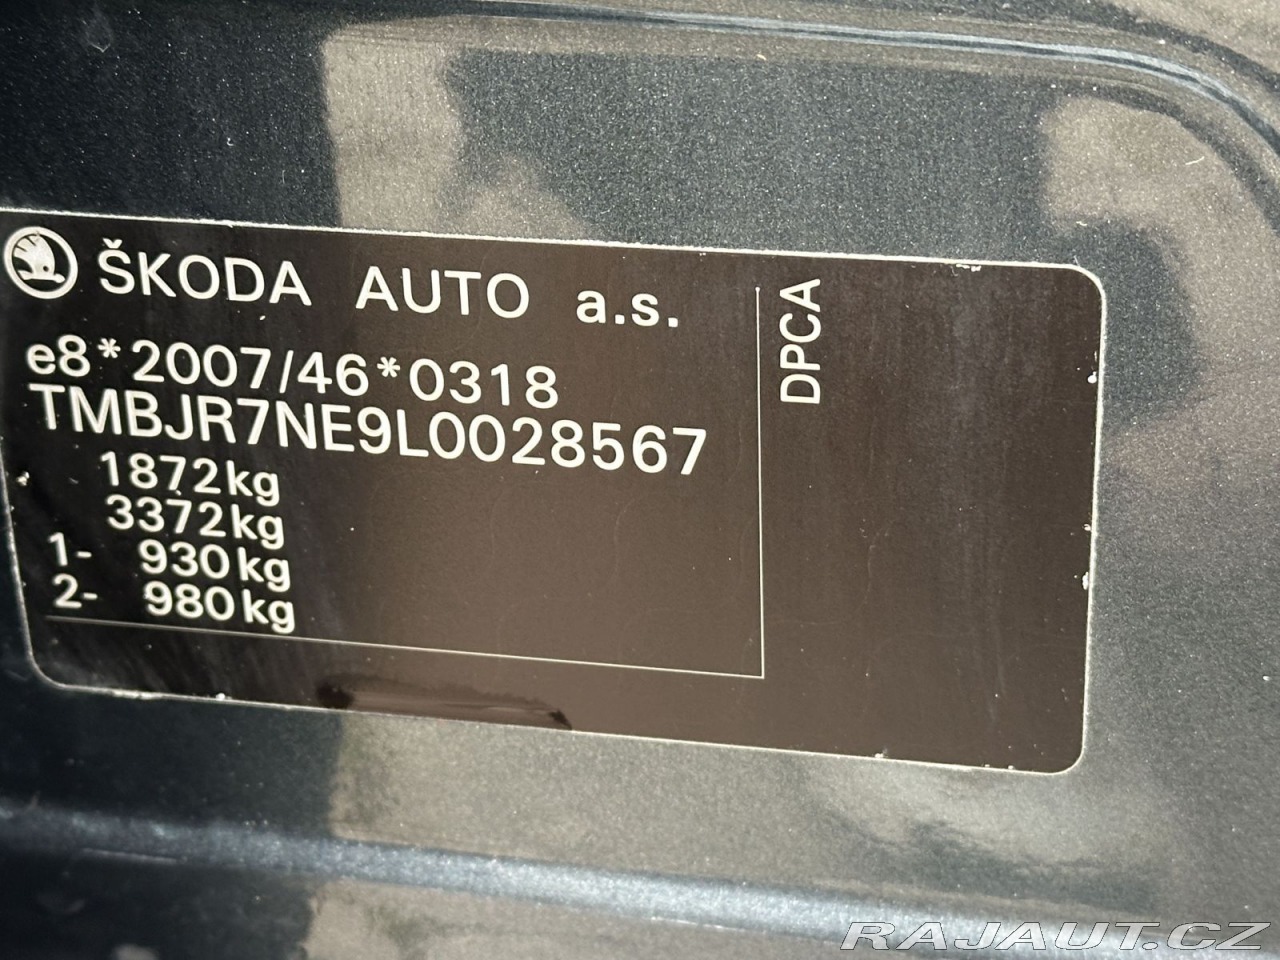 ŠKODA AUTO a.s.
e8*2007/46*0318
TMBJR7NE9L0028567
1872kg
3372kg
1- 930kg
2- 980kg
DPCA
RAJAUT.CZ